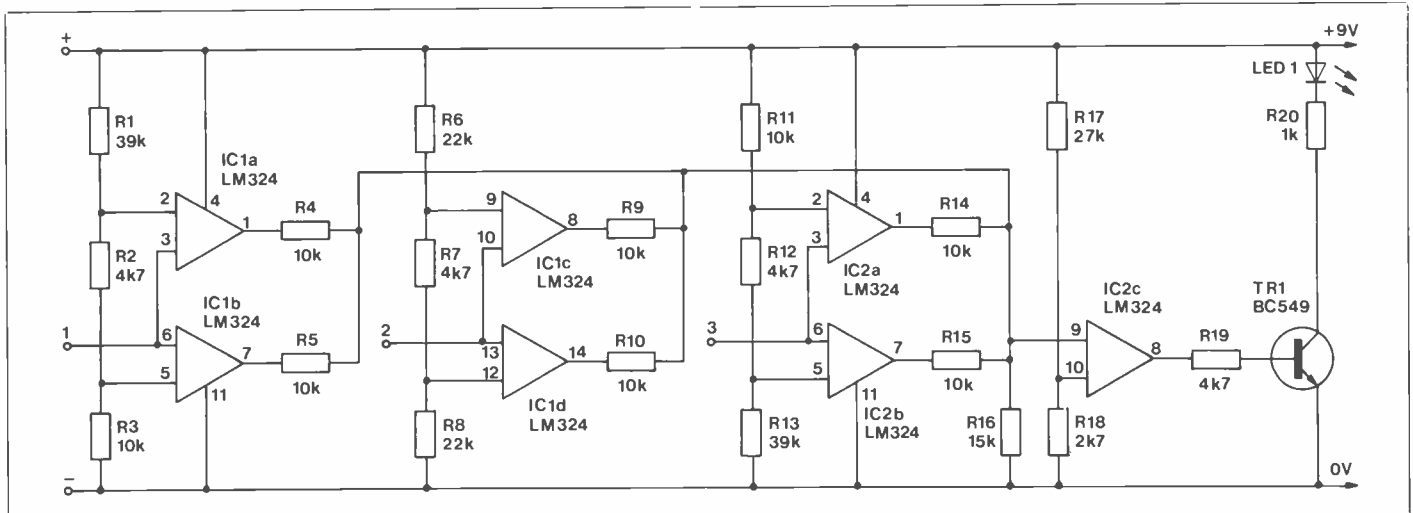 +
+9V
LED 1
R1
39k
R6
22k
R11
10k
R17
27k
R20
1k
IC1a
LM324
2
4
3
1
R4
10k
R2
4k7
9
10
8
IC1c
LM324
R9
10k
R7
4k7
2
4
3
1
IC2a
LM324
R14
10k
R12
4k7
IC1b
LM324
1
6
5
7
11
R5
10k
2
13
12
14
IC1d
LM324
R10
10k
3
6
5
7
11
IC2b
LM324
R15
10k
IC2c
LM324
9
10
8
R19
4k7
TR1
BC549
R3
10k
R8
22k
R13
39k
R16
15k
R18
2k7
–
0V